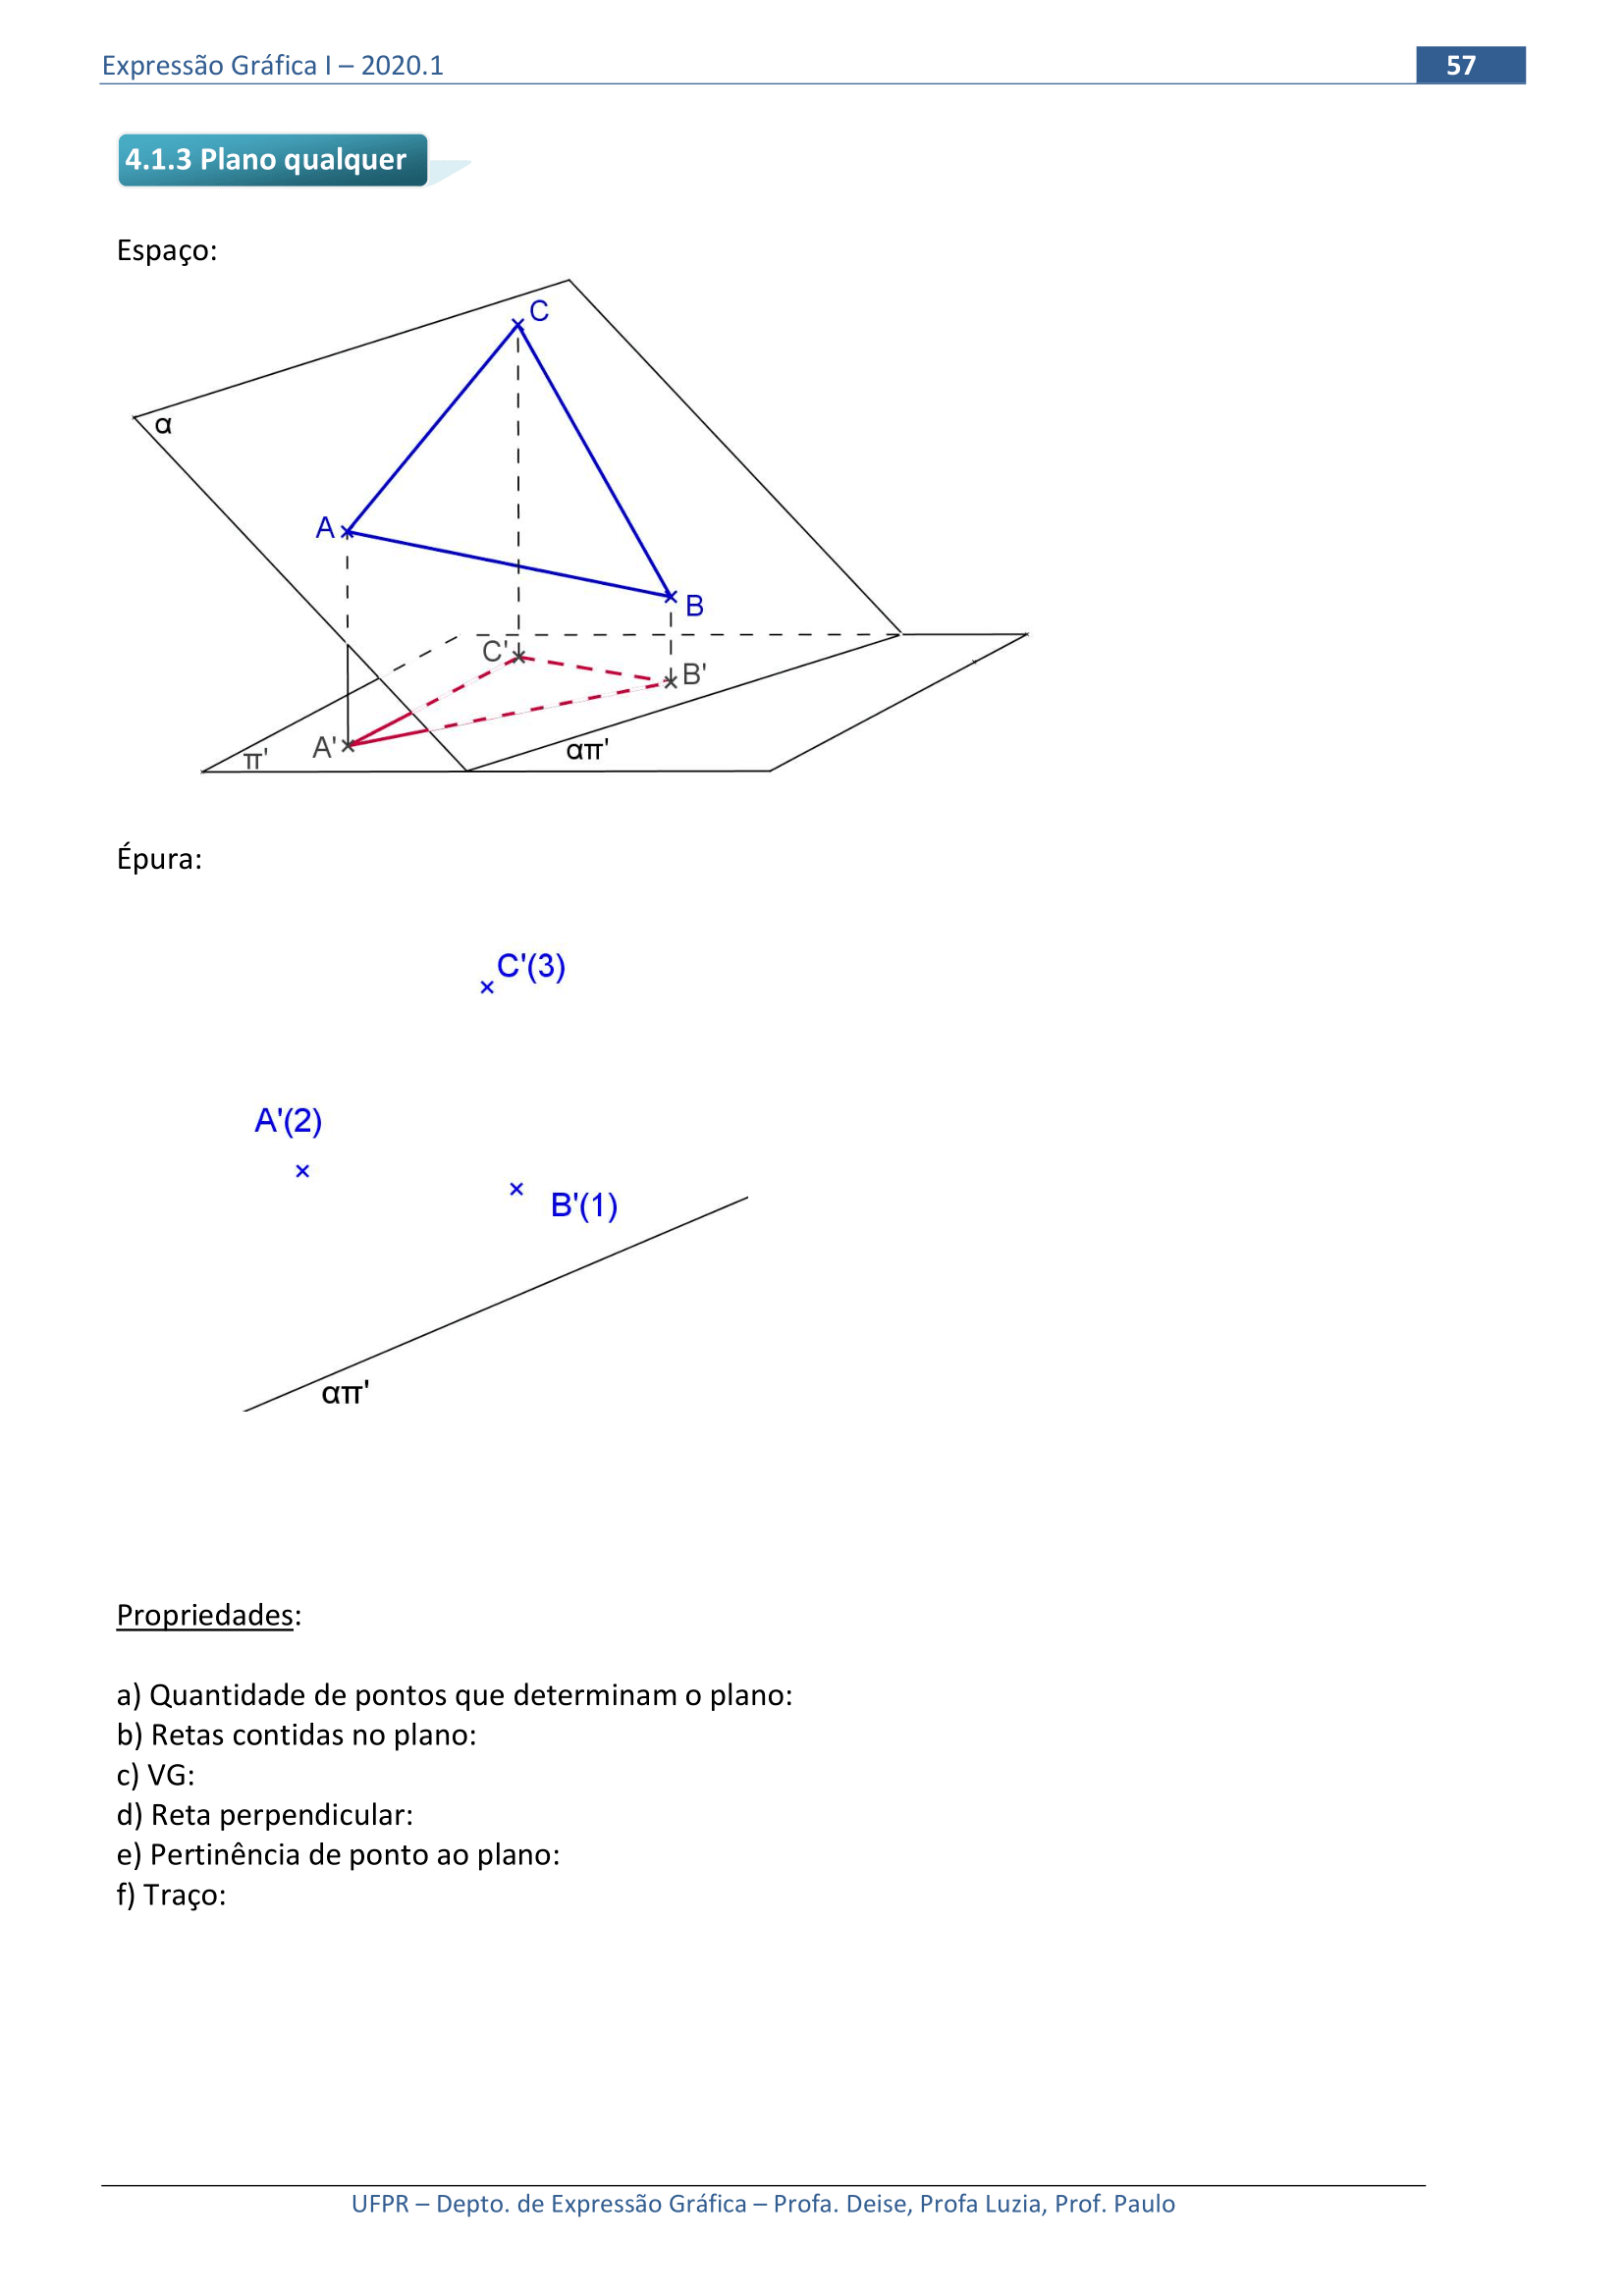 Expressão Gráfica I – 2020.1
57
4.1.3 Plano qualquer
Espaço:
C
α
A
B
C'
B'
A'
π'
απ'
Épura:
C'(3)
A'(2)
B'(1)
απ'
Propriedades:
a) Quantidade de pontos que determinam o plano:
b) Retas contidas no plano:
c) VG:
d) Reta perpendicular:
e) Pertinência de ponto ao plano:
f) Traço:
UFPR – Depto. de Expressão Gráfica – Profa. Deise, Profa Luzia, Prof. Paulo